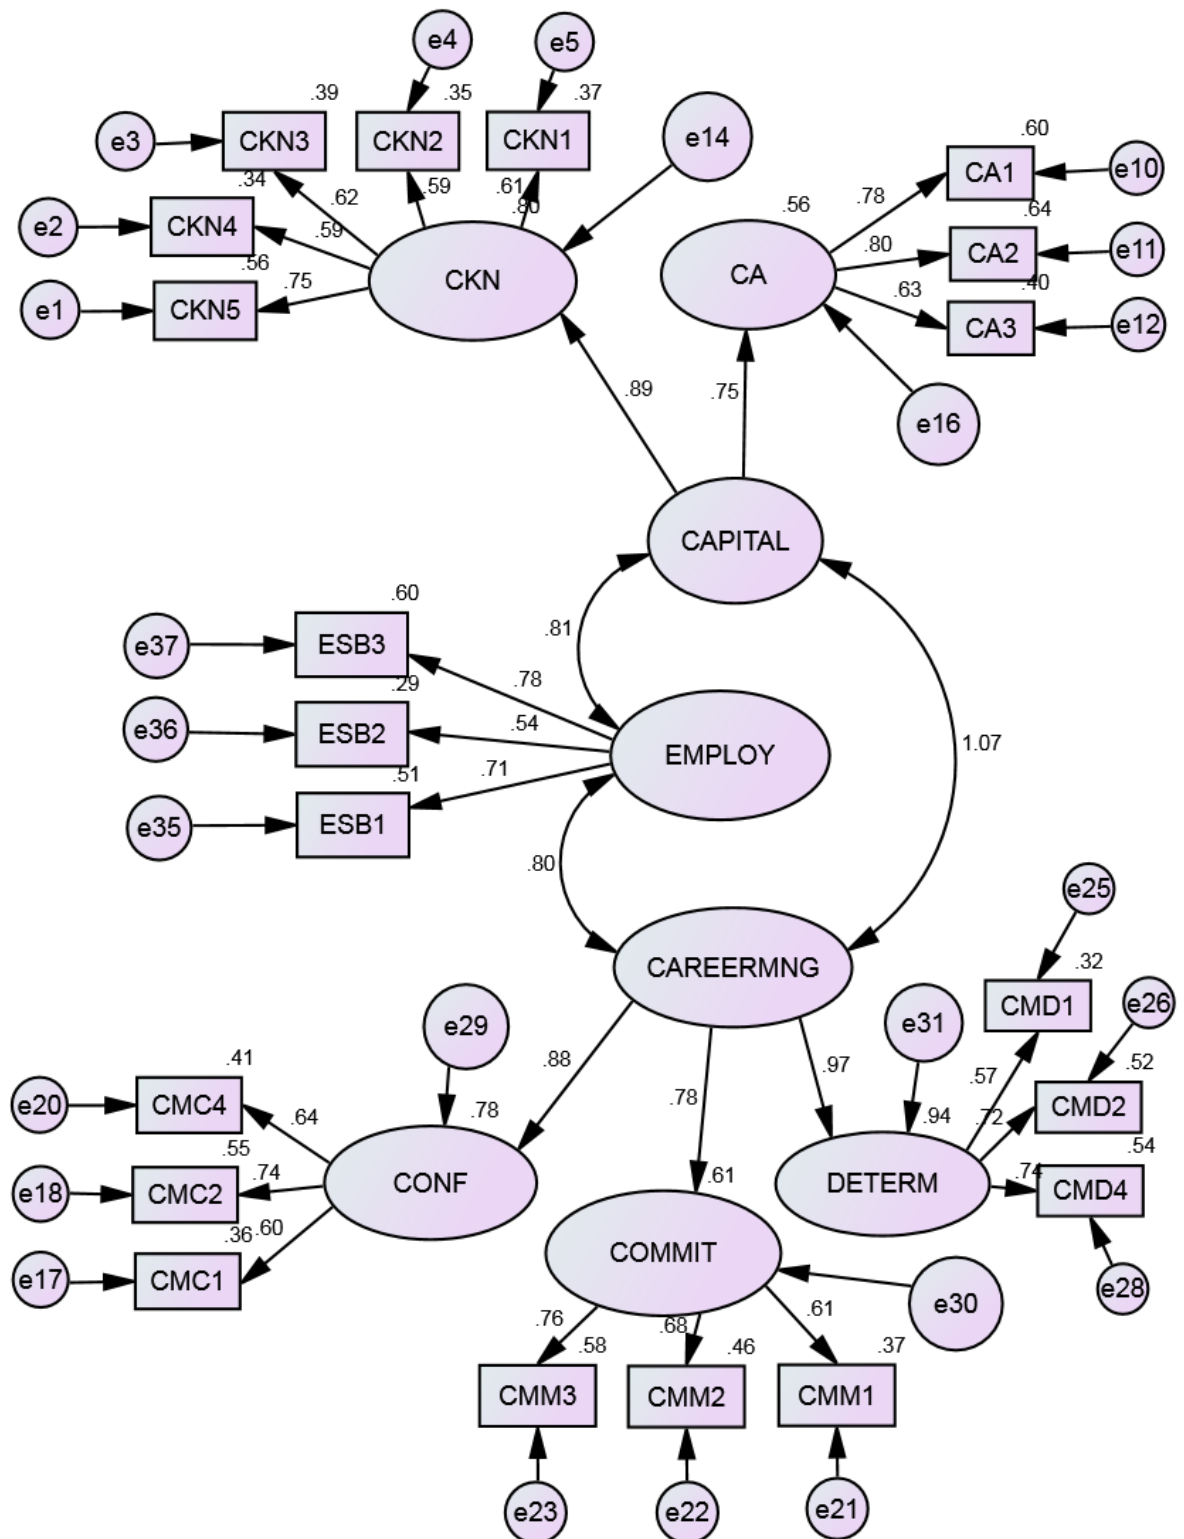 e4
e5
.39
.35
.37
e3
CKN3
CKN2
CKN1
e14
.60
CA1
e10
.34
.62
.59
.61
.80
.56
.78
e2
CKN4
.59
.64
CA2
e11
.80
CKN
CA
.56
.75
.63
.40
CA3
e12
e1
CKN5
.89
.75
e16
CAPITAL
.60
.81
e37
ESB3
.78
.29
e36
ESB2
.54
EMPLOY
1.07
.51
.71
e35
ESB1
.80
e25
.32
CAREERMNG
CMD1
e26
e29
e31
.41
.88
.97
.57
.52
e20
CMC4
.64
.78
.78
.94
.72
CMD2
.55
.54
e18
CMC2
.74
CONF
.61
DETERM
.74
CMD4
.36
.60
e17
CMC1
COMMIT
e28
e30
.76
.68
.61
.58
.46
.37
CMM3
CMM2
CMM1
e23
e22
e21